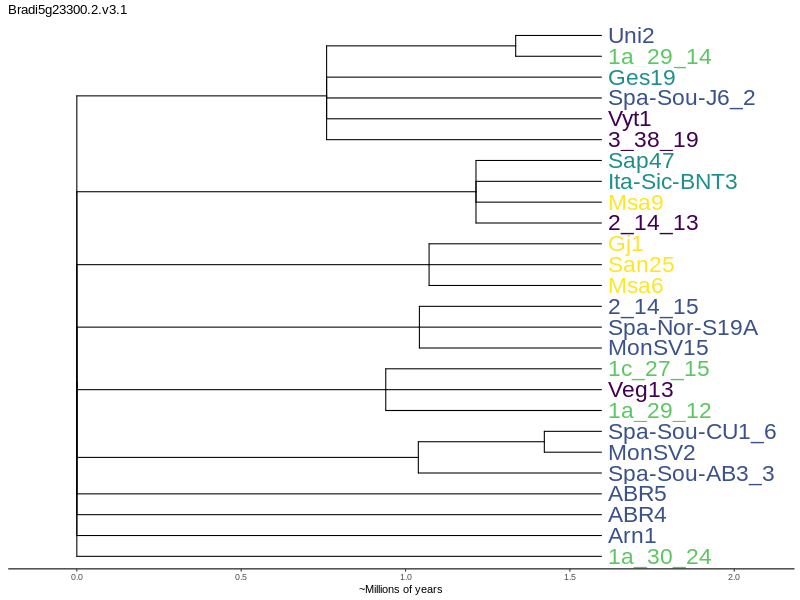 Bradi5g23300.2.v3.1
Uni2
1a_29_14
Ges19
Spa-Sou-J6_2
Vyt1
3_38_19
Sap47
Ita-Sic-BNT3
Msa9
2_14_13
Gj1
San25
Msa6
2_14_15
Spa-Nor-S19A
MonSV15
1c_27_15
Veg13
1a_29_12
Spa-Sou-CU1_6
MonSV2
Spa-Sou-AB3_3
ABR5
ABR4
Arn1
1a_30_24
0.0 0.5 1.0 1.5 2.0
~Millions of years